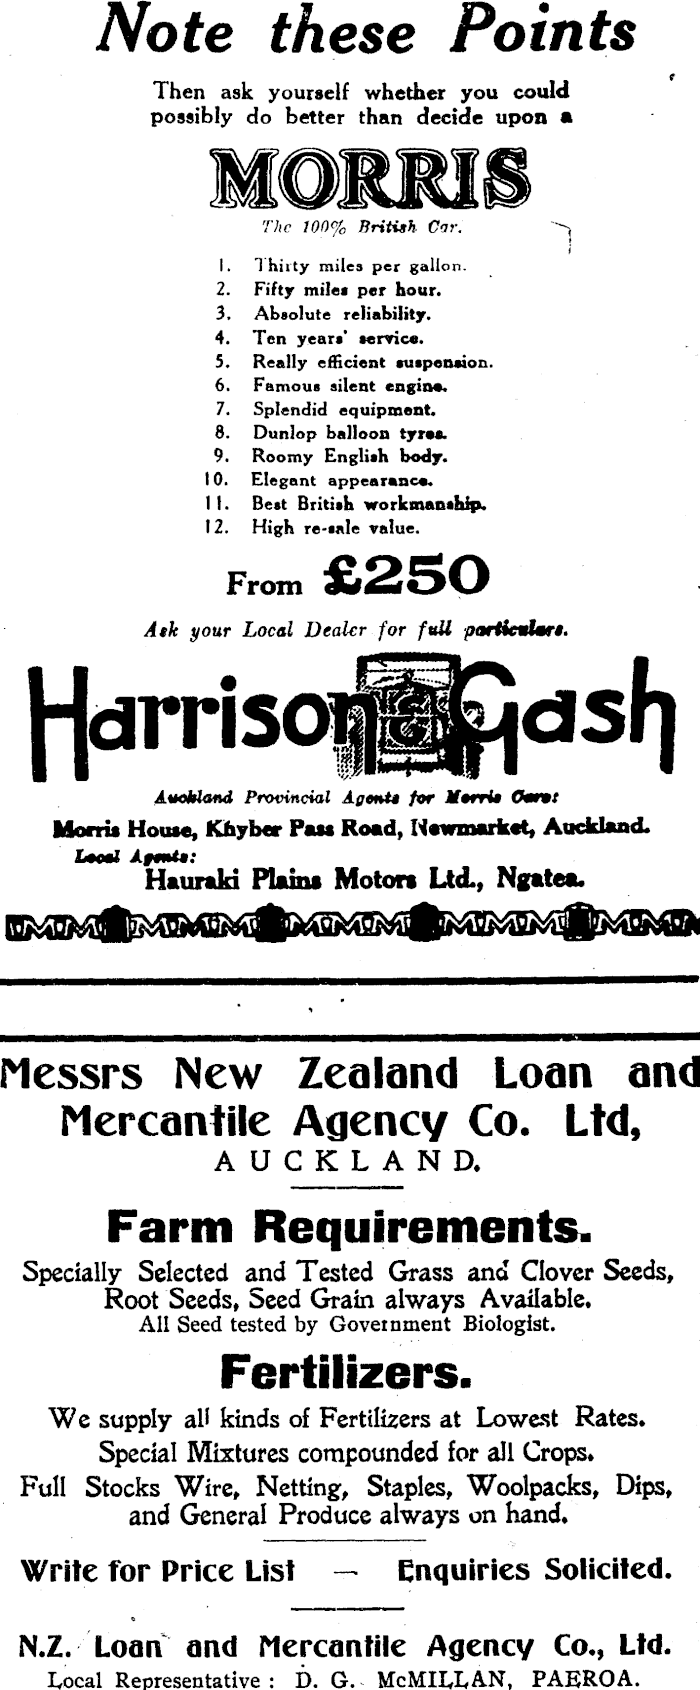 Note these Points
Then ask yourself whether you could
possibly do better than decide upon a
MORRIS
The 100% British Car.
1. Thirty miles per gallon.
2. Fifty miles per hour.
3. Absolute reliability.
4. Ten years' service.
5. Really efficient suspension.
6. Famous silent engine.
7. Splendid equipment.
8. Dunlop balloon tyres.
9. Roomy English body.
10. Elegant appearance.
11. Best British workmanship.
12. High re-sale value.
From £250
Ask your Local Dealer for full particulars.
Harrison & Gash
Auckland Provincial Agents for Morris Cars:
Morris House, Khyber Pass Road, Newmarket, Auckland.
Local Agents:
Hauraki Plains Motors Ltd., Ngatea.
Messrs New Zealand Loan and
Mercantile Agency Co. Ltd,
AUCKLAND.
Farm Requirements.
Specially Selected and Tested Grass and Clover Seeds,
Root Seeds, Seed Grain always Available.
All Seed tested by Government Biologist.
Fertilizers.
We supply all kinds of Fertilizers at Lowest Rates.
Special Mixtures compounded for all Crops.
Full Stocks Wire, Netting, Staples, Woolpacks, Dips,
and General Produce always on hand.
Write for Price List — Enquiries Solicited.
N.Z. Loan and Mercantile Agency Co., Ltd.
Local Representative : D. G. McMILLAN, PAEROA.